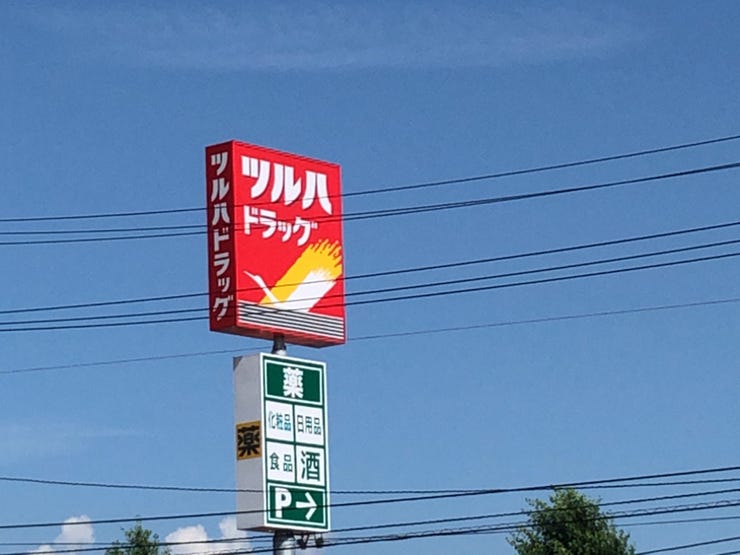 ツルハドラッグ
ツルハ
ドラッグ
薬
薬
化粧品 日用品
食品 酒
P→